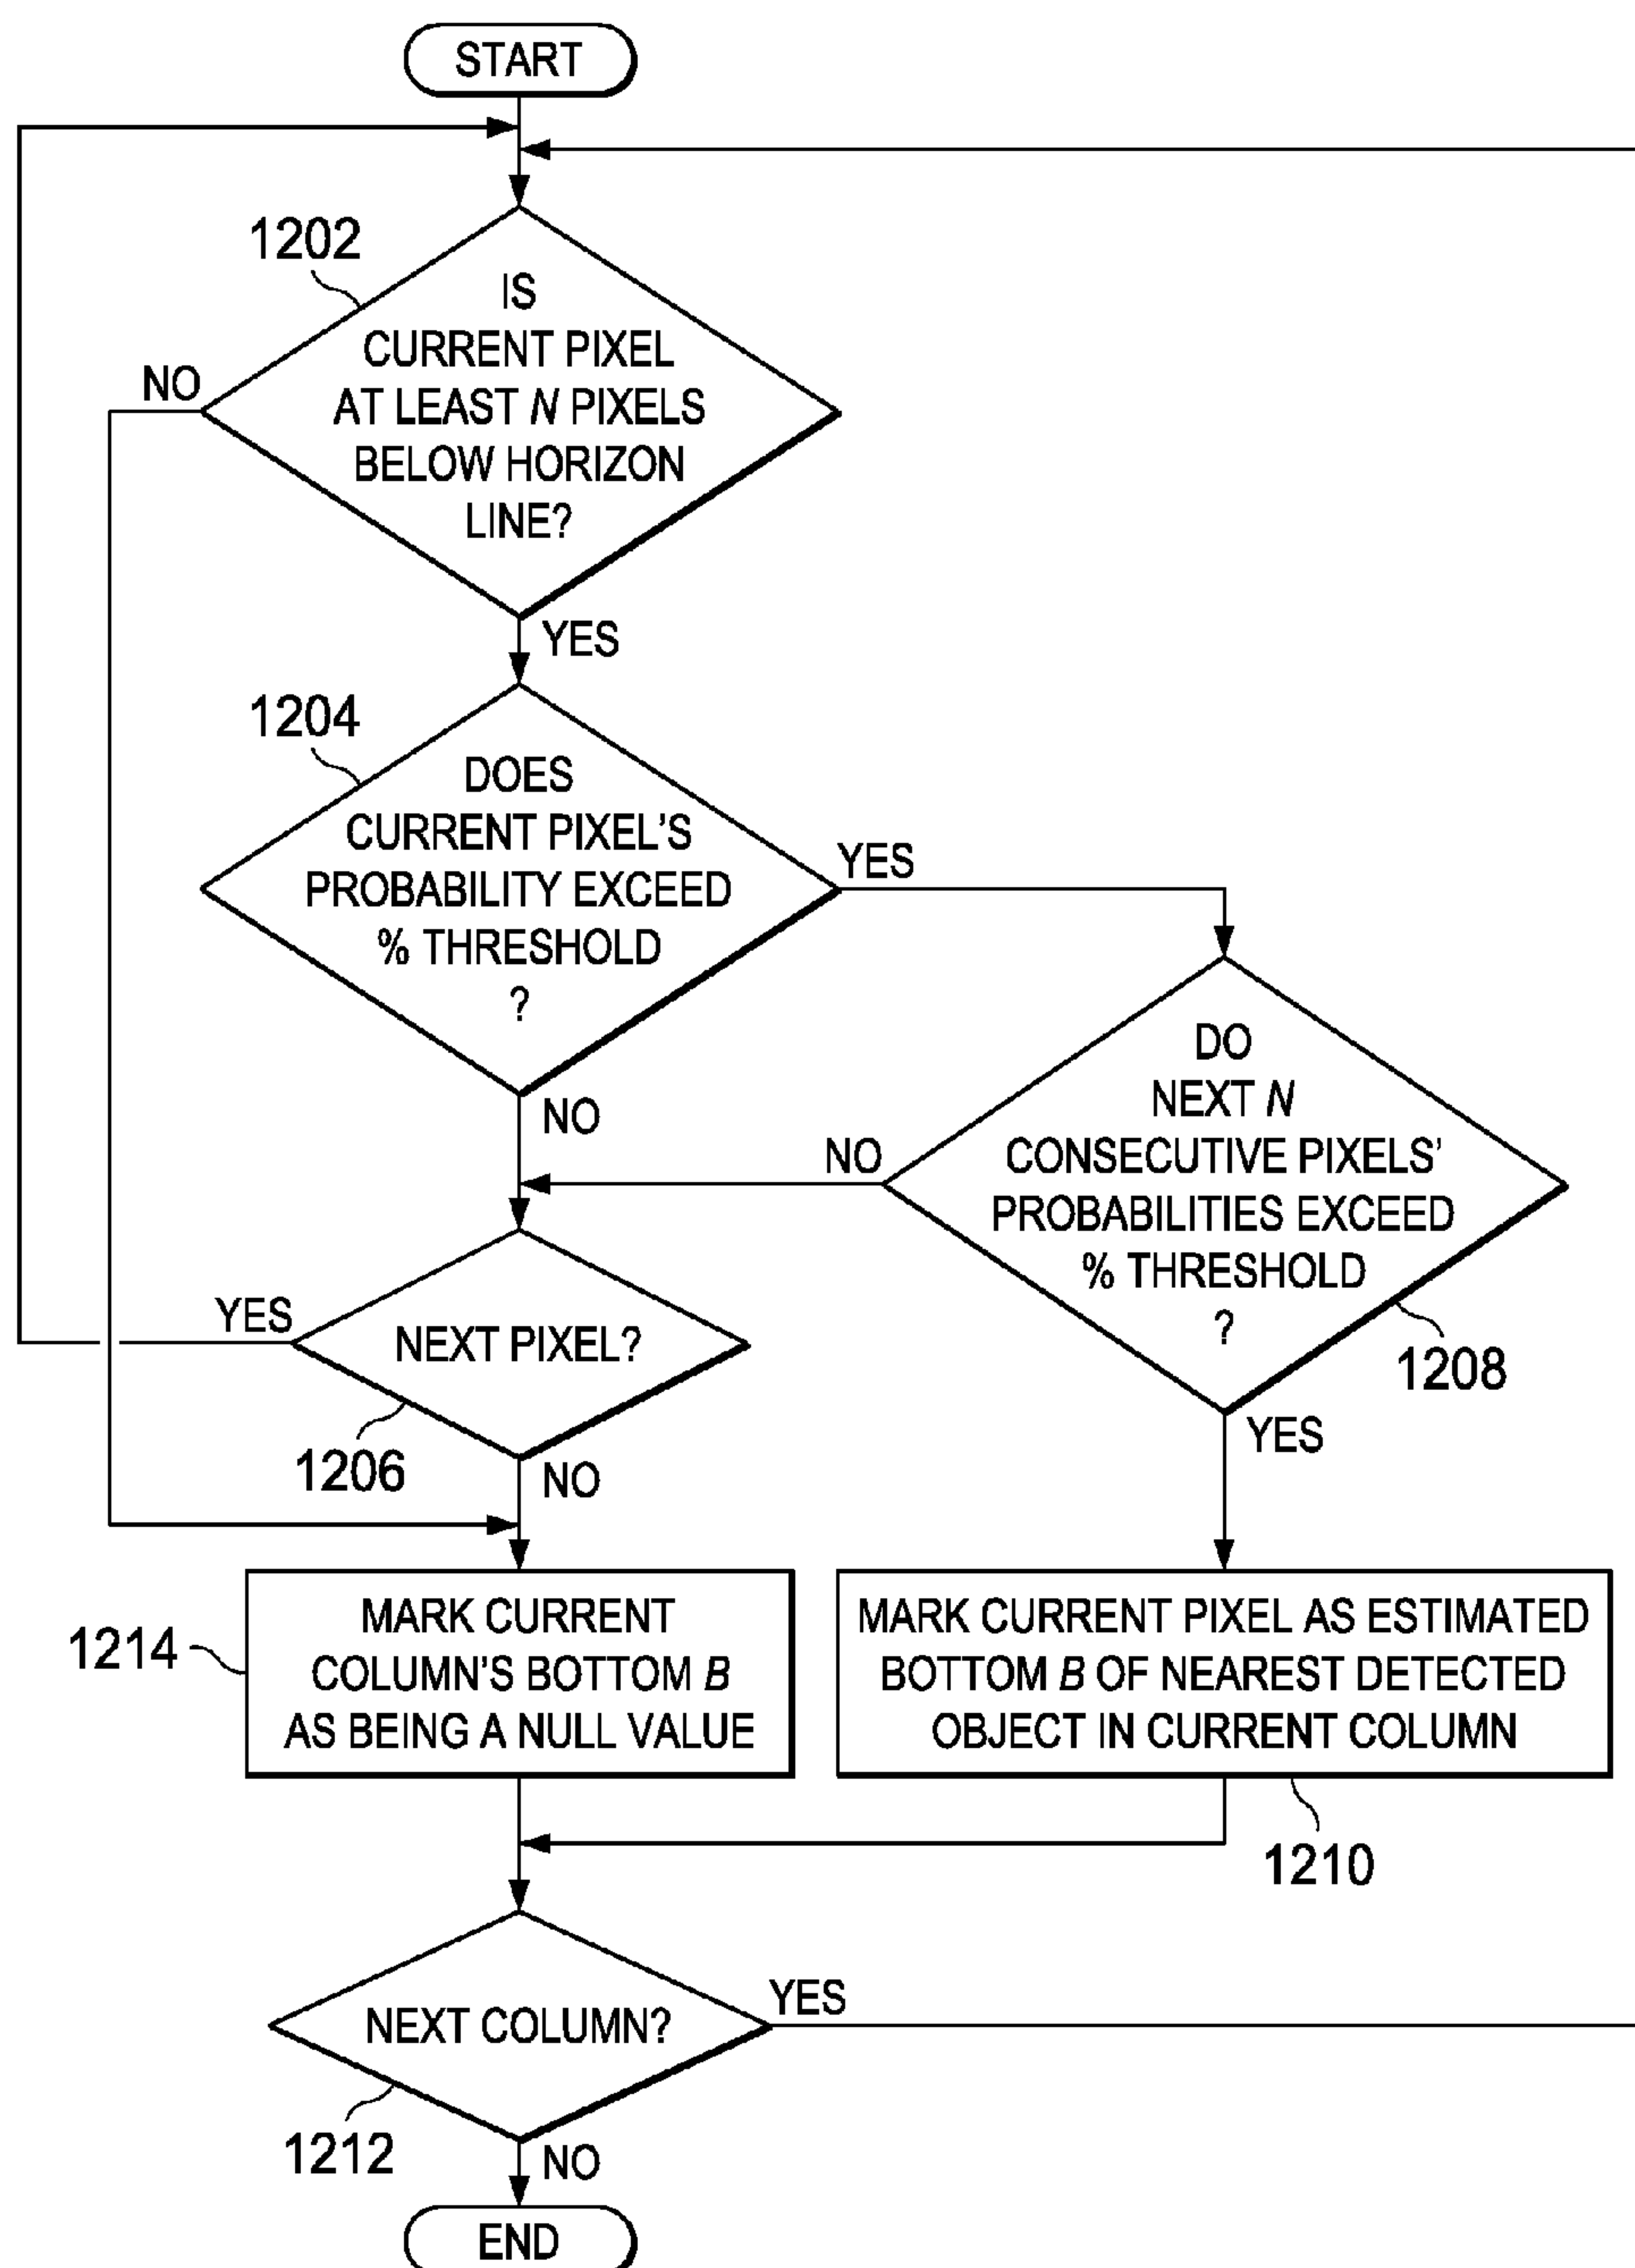 START
1202
IS
CURRENT PIXEL
AT LEAST N PIXELS
BELOW HORIZON
LINE?
NO
YES
1204
DOES
CURRENT PIXEL'S
PROBABILITY EXCEED
% THRESHOLD
?
YES
NO
DO
NEXT N
CONSECUTIVE PIXELS'
PROBABILITIES EXCEED
% THRESHOLD
?
NO
1208
YES
NEXT PIXEL?
YES
1206
NO
1214
MARK CURRENT
COLUMN'S BOTTOM B
AS BEING A NULL VALUE
MARK CURRENT PIXEL AS ESTIMATED
BOTTOM B OF NEAREST DETECTED
OBJECT IN CURRENT COLUMN
1210
NEXT COLUMN?
YES
1212
NO
END